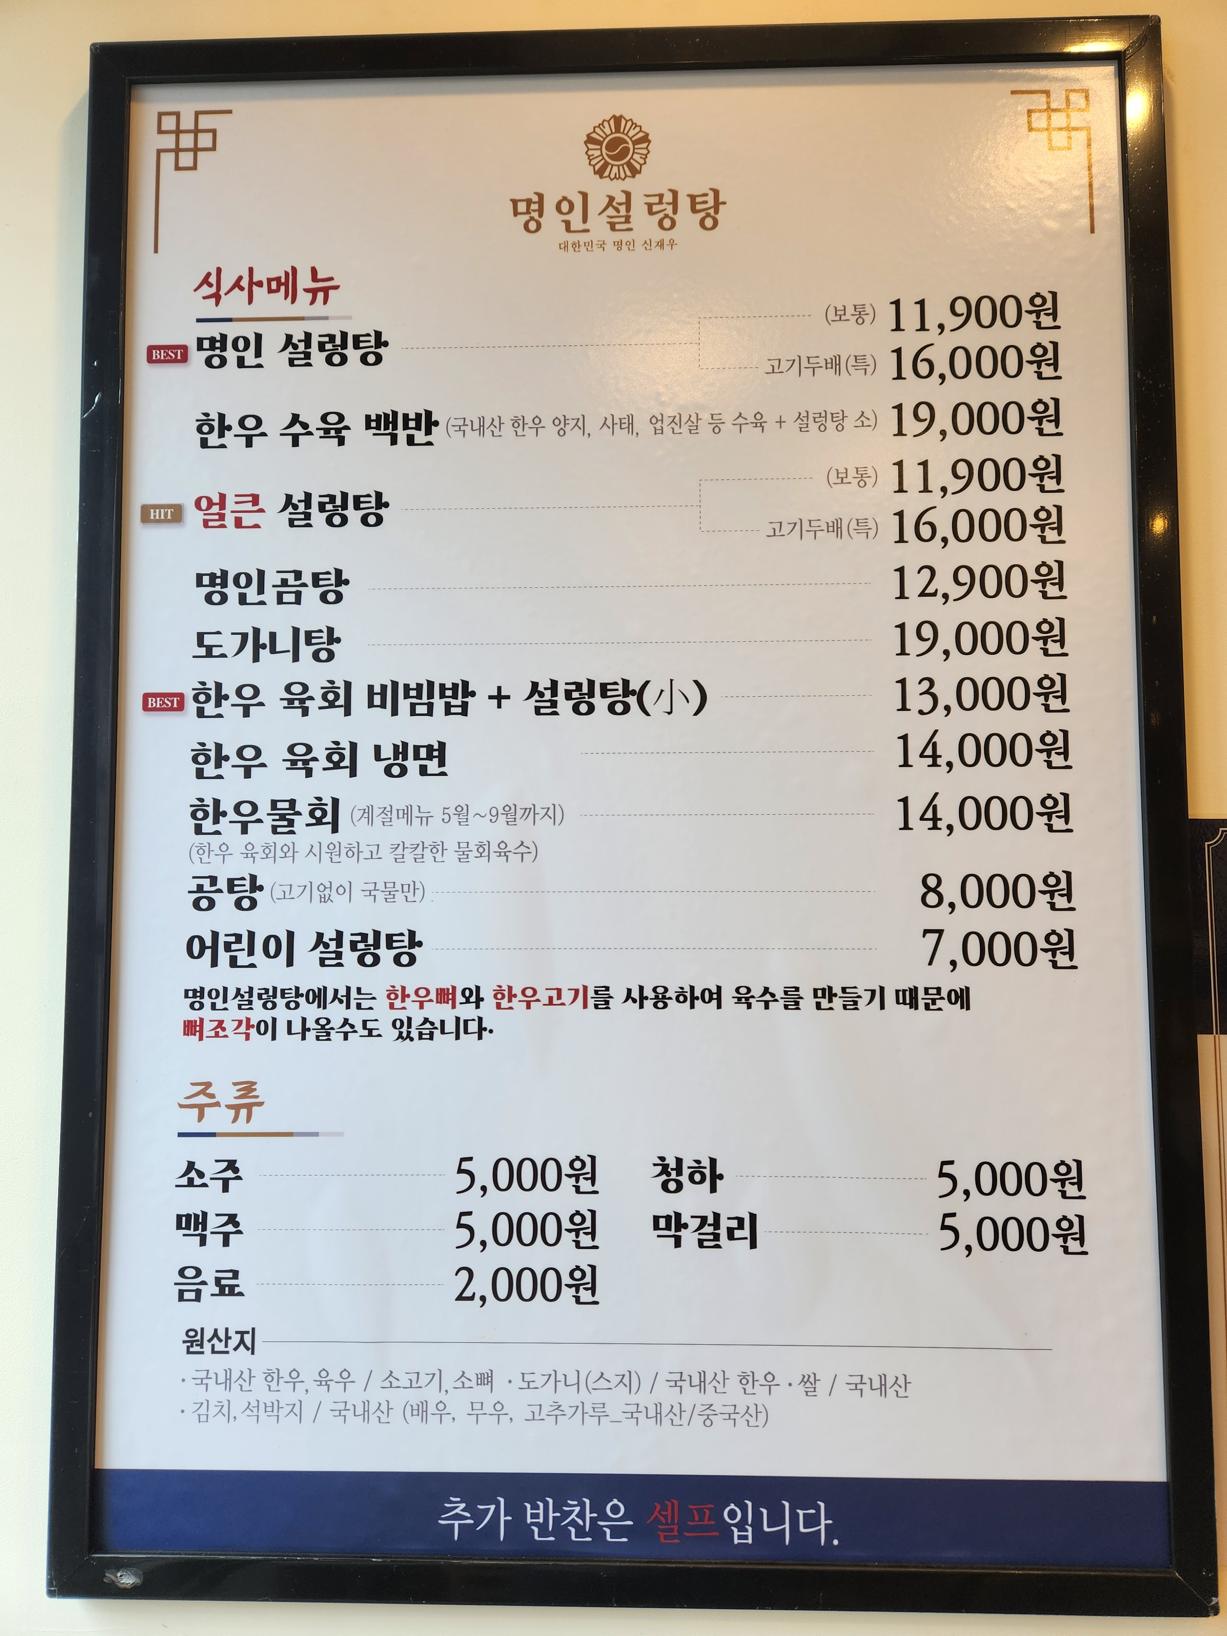 명인설렁탕
대한민국 명인 신재우
식사메뉴
BEST 명인 설렁탕 (보통) 11,900원
고기두배(특) 16,000원
한우 수육 백반 (국내산 한우 양지, 사태, 업진살 등 수육 + 설렁탕 소) 19,000원
HIT 얼큰 설렁탕 (보통) 11,900원
고기두배(특) 16,000원
명인곰탕 12,900원
도가니탕 19,000원
BEST 한우 육회 비빔밥 + 설렁탕(小) 13,000원
한우 육회 냉면 14,000원
한우물회 (계절메뉴 5월~9월까지) 14,000원
(한우 육회와 시원하고 칼칼한 물회육수)
공탕 (고기없이 국물만) 8,000원
어린이 설렁탕 7,000원
명인설렁탕에서는 한우뼈와 한우고기를 사용하여 육수를 만들기 때문에
뼈조각이 나올수도 있습니다.
주류
소주 5,000원 청하 5,000원
맥주 5,000원 막걸리 5,000원
음료 2,000원
원산지
·국내산 한우,육우 / 소고기,소뼈 ·도가니(스지) / 국내산 한우 ·쌀 / 국내산
·김치,석박지 / 국내산 (배우, 무우, 고추가루_국내산/중국산)
추가 반찬은 셀프입니다.